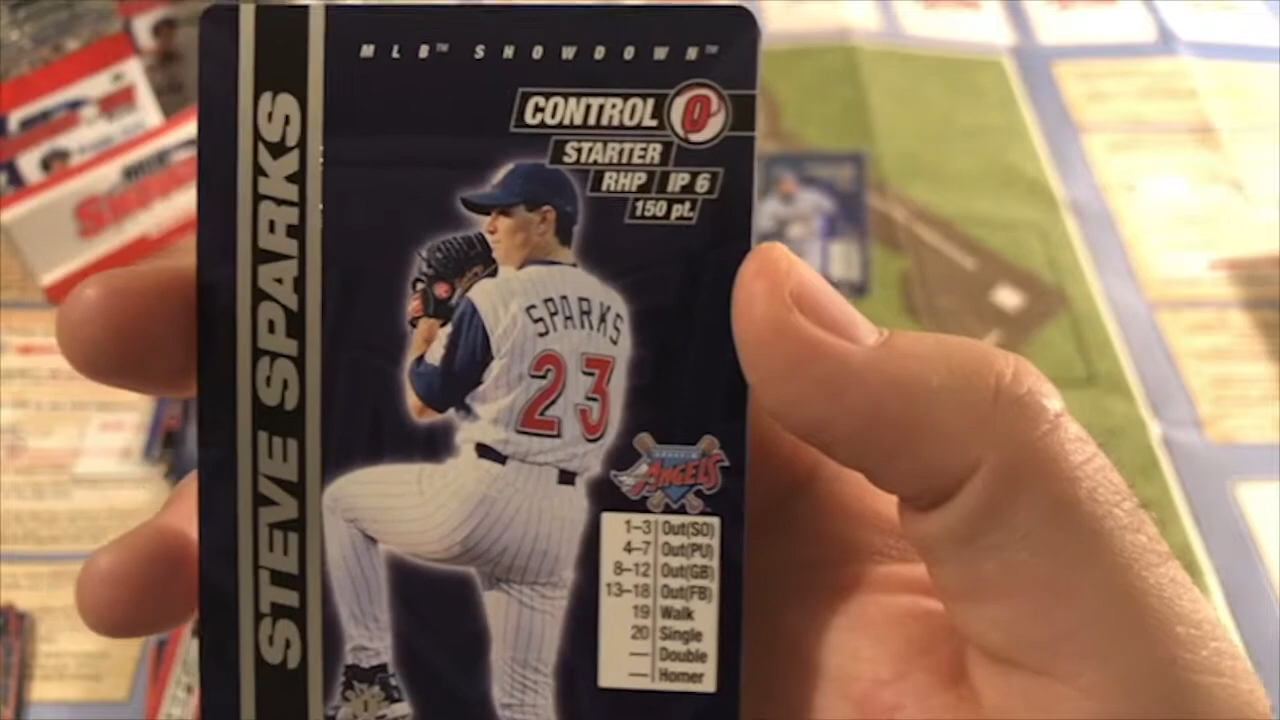 MLB™ SHOWDOWN™
STEVE SPARKS
CONTROL 0
STARTER
RHP IP 6
150 pt.
SPARKS
23
ANAHEIM
ANGELS
1–3 Out(SO)
4–7 Out(PU)
8–12 Out(GB)
13–18 Out(FB)
19 Walk
20 Single
— Double
— Homer